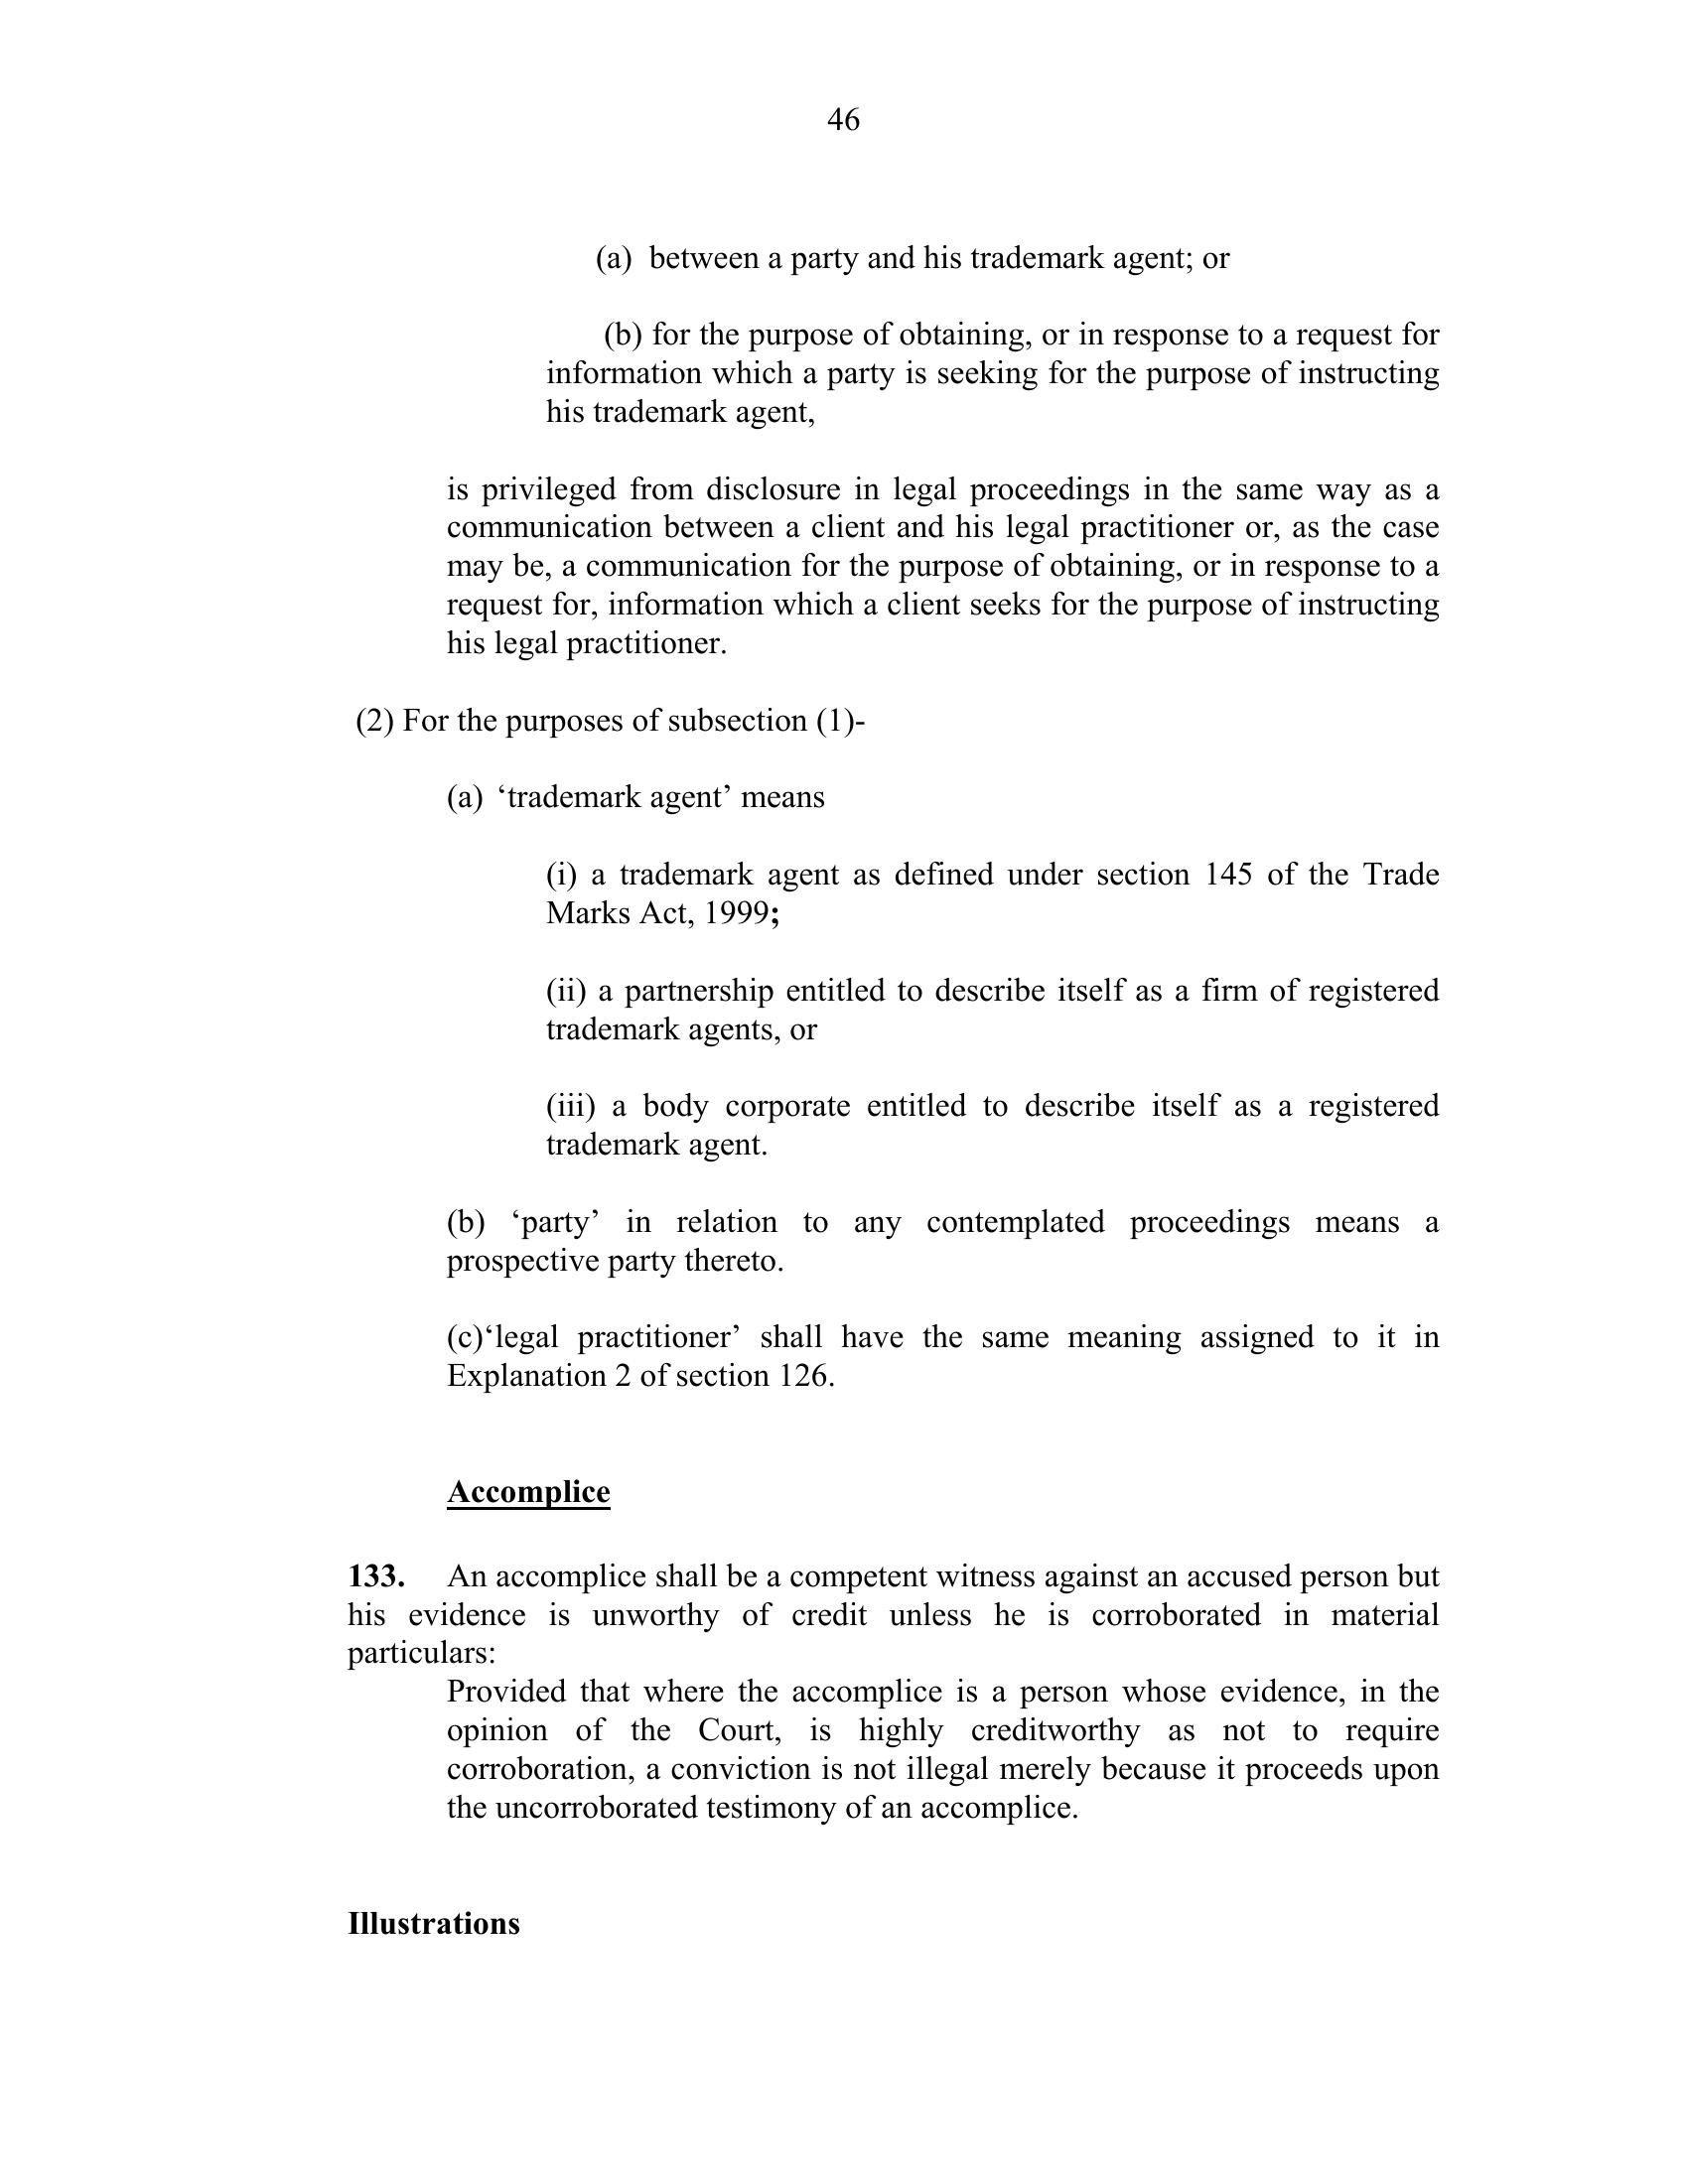 46
(a) between a party and his trademark agent; or
(b) for the purpose of obtaining, or in response to a request for
information which a party is seeking for the purpose of instructing
his trademark agent,
is privileged from disclosure in legal proceedings in the same way as a
communication between a client and his legal practitioner or, as the case
may be, a communication for the purpose of obtaining, or in response to a
request for, information which a client seeks for the purpose of instructing
his legal practitioner.
(2) For the purposes of subsection (1)-
(a) ‘trademark agent’ means
(i) a trademark agent as defined under section 145 of the Trade
Marks Act, 1999;
(ii) a partnership entitled to describe itself as a firm of registered
trademark agents, or
(iii) a body corporate entitled to describe itself as a registered
trademark agent.
(b) ‘party’ in relation to any contemplated proceedings means a
prospective party thereto.
(c)‘legal practitioner’ shall have the same meaning assigned to it in
Explanation 2 of section 126.
Accomplice
133. An accomplice shall be a competent witness against an accused person but
his evidence is unworthy of credit unless he is corroborated in material
particulars:
Provided that where the accomplice is a person whose evidence, in the
opinion of the Court, is highly creditworthy as not to require
corroboration, a conviction is not illegal merely because it proceeds upon
the uncorroborated testimony of an accomplice.
Illustrations